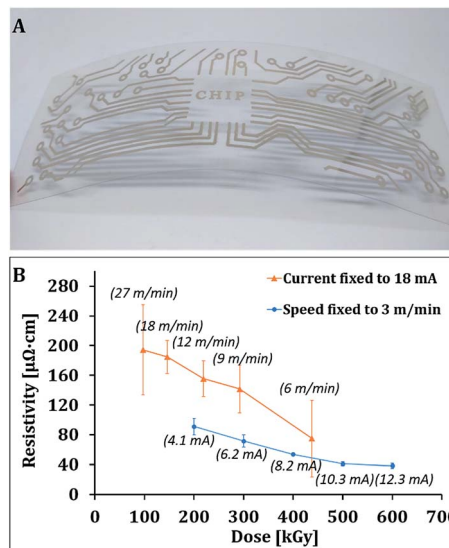 A
CHIP
B
280
240
200
160
120
80
40
0
Resistivity [μΩ·cm]
Current fixed to 18 mA
Speed fixed to 3 m/min
(27 m/min)
(18 m/min)
(12 m/min)
(9 m/min)
(6 m/min)
(4.1 mA)
(6.2 mA)
(8.2 mA)
(10.3 mA)
(12.3 mA)
0 100 200 300 400 500 600 700
Dose [kGy]